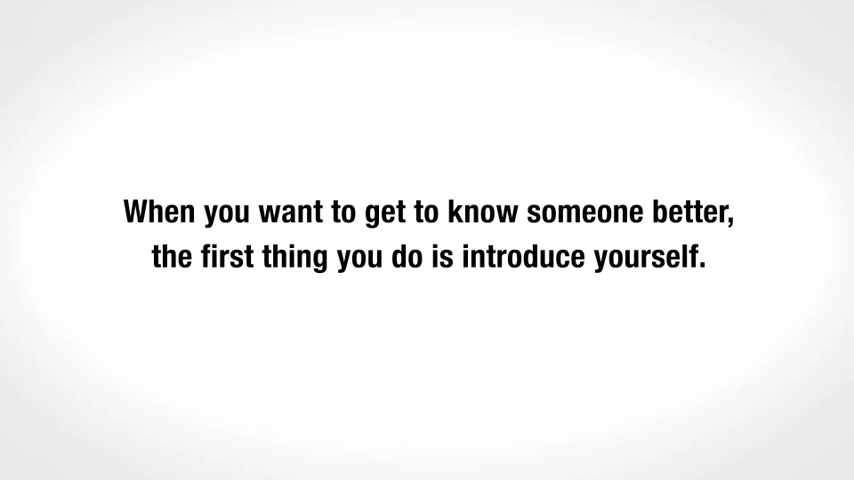 When you want to get to know someone better,
the first thing you do is introduce yourself.